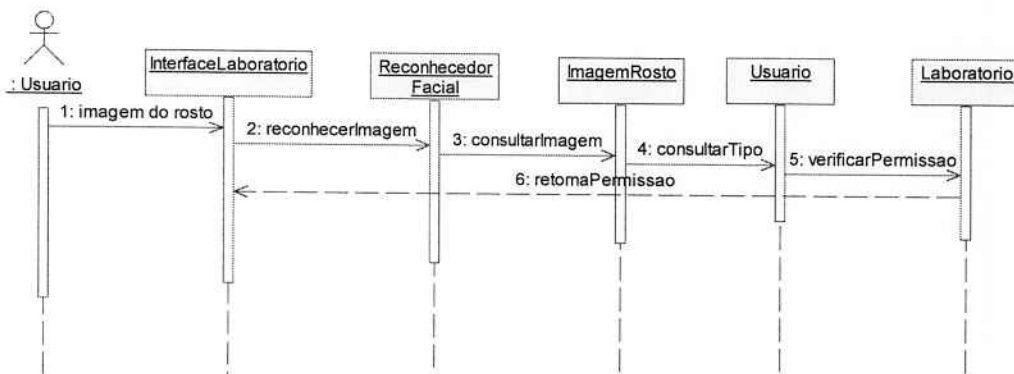 : Usuario
InterfaceLaboratorio
Reconhecedor
Facial
ImagemRosto
Usuario
Laboratorio
1: imagem do rosto
2: reconhecerImagem
3: consultarImagem
4: consultarTipo
5: verificarPermissao
6: retornaPermissao